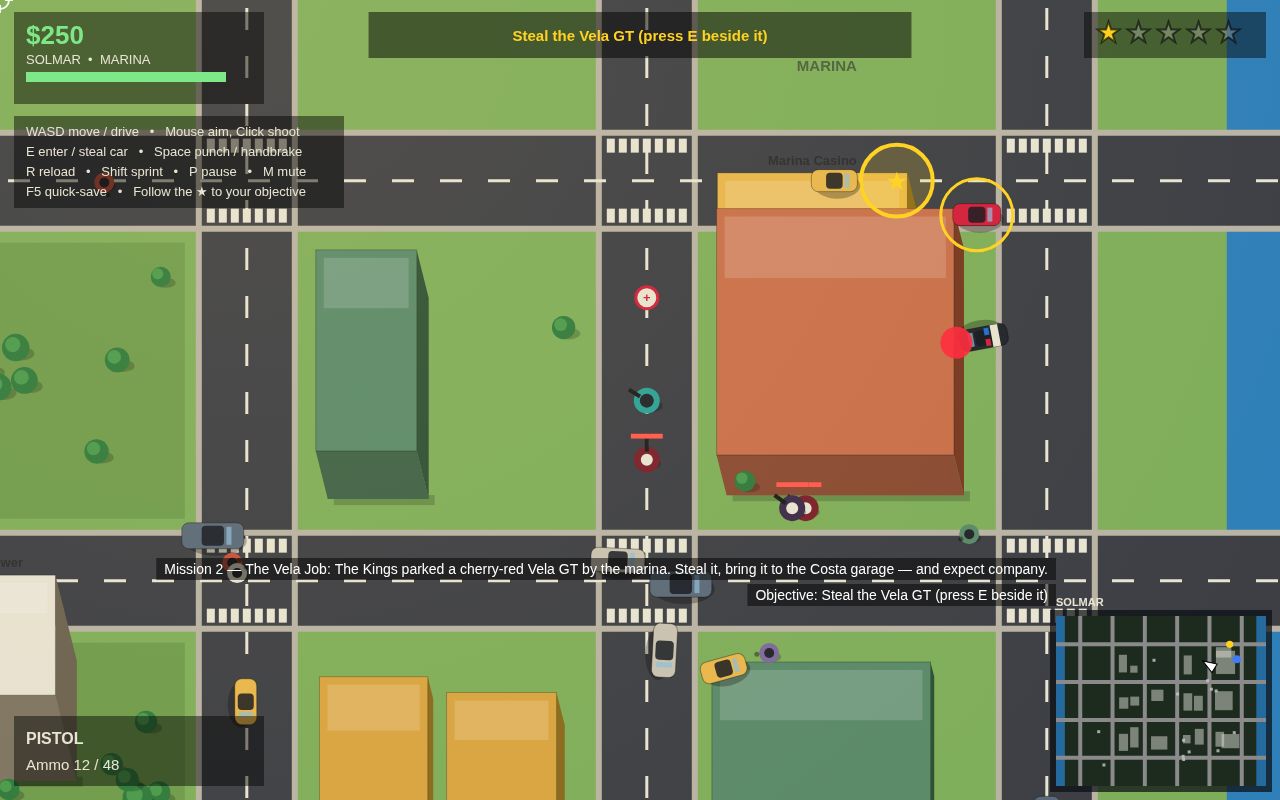 $250
SOLMAR • MARINA
Steal the Vela GT (press E beside it)
MARINA
WASD move / drive • Mouse aim, Click shoot
E enter / steal car • Space punch / handbrake
R reload • Shift sprint • P pause • M mute
F5 quick-save • Follow the ★ to your objective
Marina Casino
wer
Mission 2 — The Vela Job: The Kings parked a cherry-red Vela GT by the marina. Steal it, bring it to the Costa garage — and expect company.
Objective: Steal the Vela GT (press E beside it)
SOLMAR
PISTOL
Ammo 12 / 48